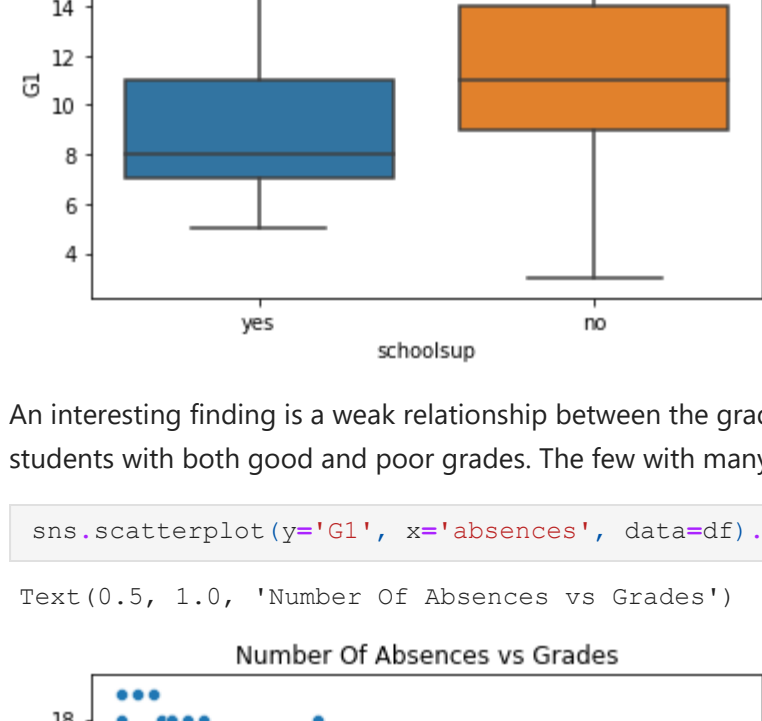 14
12
G1
10
8
6
4
yes no
schoolsup
An interesting finding is a weak relationship between the
students with both good and poor grades. The few with many
sns.scatterplot(y='G1', x='absences', data=df).
Text(0.5, 1.0, 'Number Of Absences vs Grades')
Number Of Absences vs Grades
18